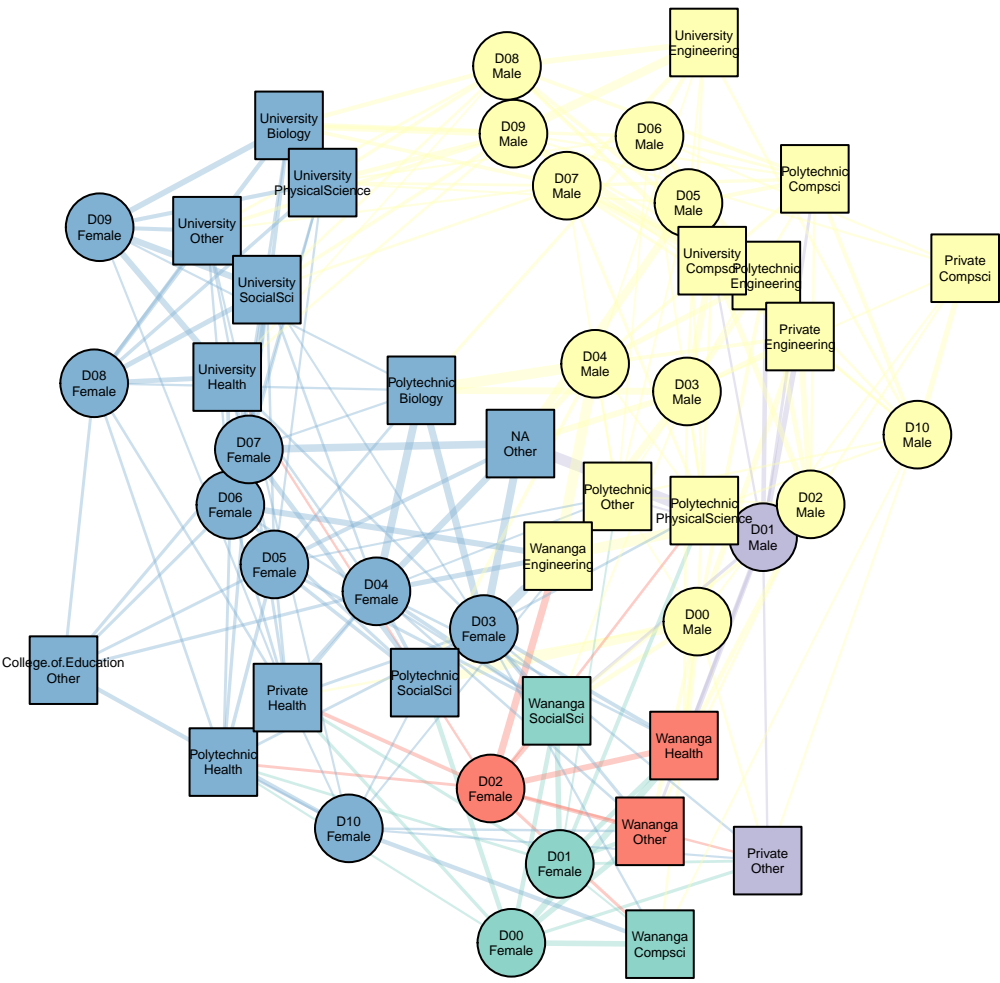 University
Engineering
D08
Male
D09
Male
D06
Male
University
Biology
University
PhysicalScience
D07
Male
Polytechnic
Compsci
D05
Male
D09
Female
University
Other
University
SocialSci
University
Compsci
Polytechnic
Engineering
Private
Compsci
Private
Engineering
D08
Female
University
Health
Polytechnic
Biology
D04
Male
D03
Male
D10
Male
D07
Female
NA
Other
D06
Female
Polytechnic
Other
Polytechnic
PhysicalScience
D02
Male
D01
Male
Wananga
Engineering
D05
Female
D04
Female
D03
Female
D00
Male
College.of.Education
Other
Private
Health
Polytechnic
SocialSci
Wananga
SocialSci
Wananga
Health
Polytechnic
Health
D02
Female
D10
Female
Wananga
Other
D01
Female
Private
Other
D00
Female
Wananga
Compsci